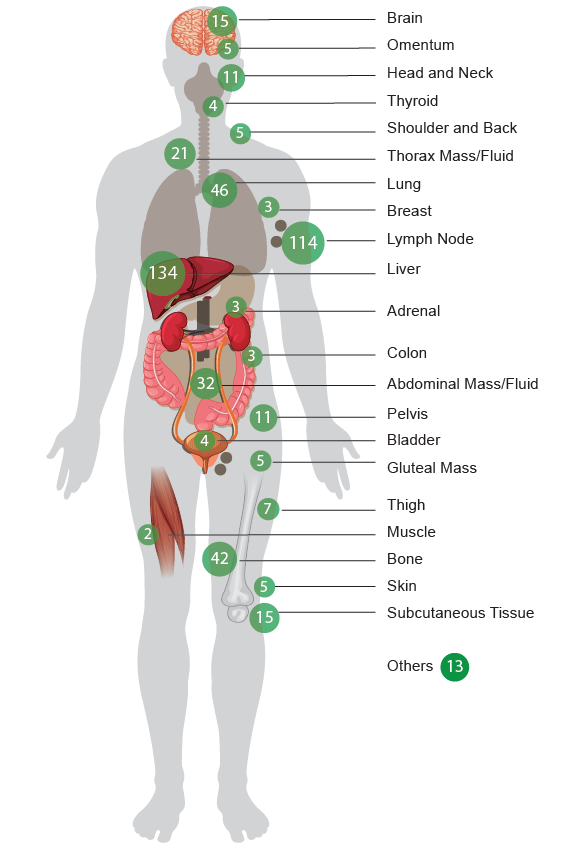 15 Brain
5 Omentum
11 Head and Neck
4 Thyroid
5 Shoulder and Back
21 Thorax Mass/Fluid
46 Lung
3 Breast
114 Lymph Node
134 Liver
3 Adrenal
3 Colon
32 Abdominal Mass/Fluid
11 Pelvis
4 Bladder
5 Gluteal Mass
7 Thigh
2 Muscle
42 Bone
5 Skin
15 Subcutaneous Tissue
Others 13